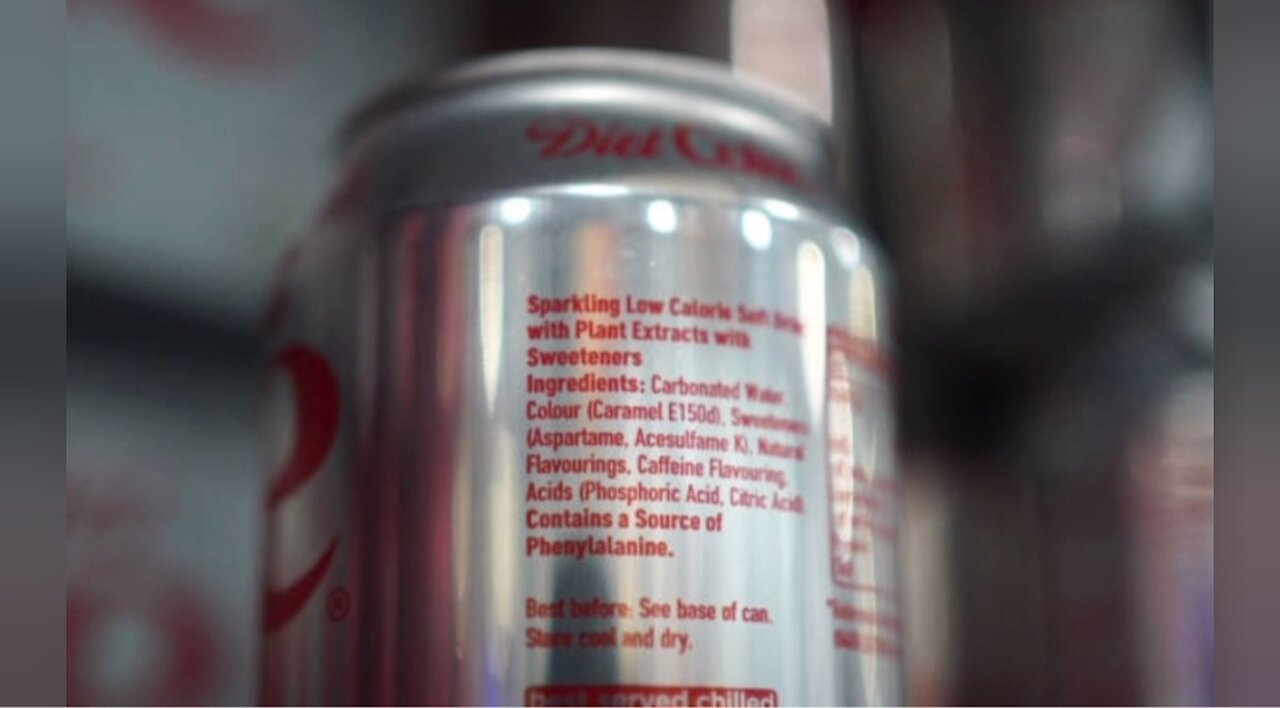 Diet Coke
Sparkling Low Calorie Soft Drink
with Plant Extracts with
Sweeteners
Ingredients: Carbonated Water,
Colour (Caramel E150d), Sweeteners
(Aspartame, Acesulfame K), Natural
Flavourings, Caffeine Flavouring,
Acids (Phosphoric Acid, Citric Acid).
Contains a Source of
Phenylalanine.
Best before: See base of can.
Store cool and dry.
best served chilled
®